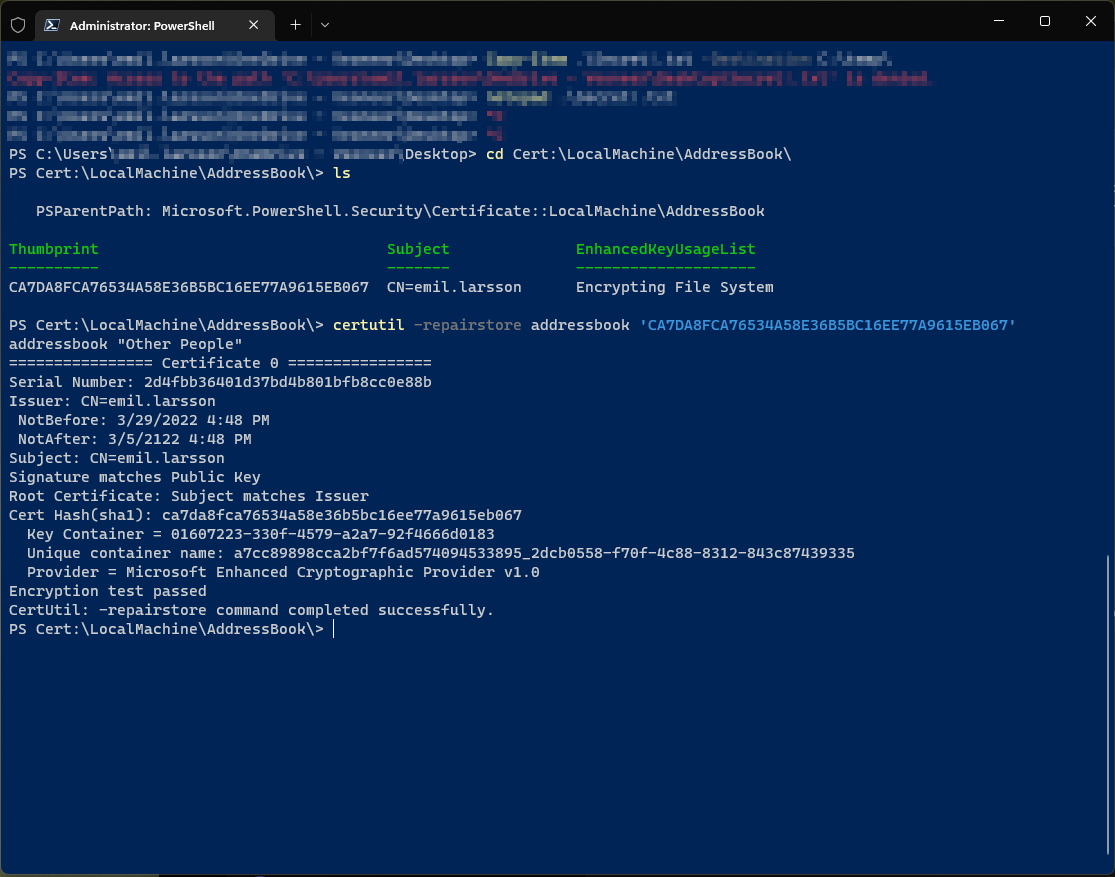 Administrator: PowerShell
PS C:\Users\ Desktop> cd Cert:\LocalMachine\AddressBook\
PS Cert:\LocalMachine\AddressBook\> ls
PSParentPath: Microsoft.PowerShell.Security\Certificate::LocalMachine\AddressBook
Thumbprint Subject EnhancedKeyUsageList
---------- ------- --------------------
CA7DA8FCA76534A58E36B5BC16EE77A9615EB067 CN=emil.larsson Encrypting File System
PS Cert:\LocalMachine\AddressBook\> certutil -repairstore addressbook 'CA7DA8FCA76534A58E36B5BC16EE77A9615EB067'
addressbook "Other People"
================ Certificate 0 ================
Serial Number: 2d4fbb36401d37bd4b801bfb8cc0e88b
Issuer: CN=emil.larsson
NotBefore: 3/29/2022 4:48 PM
NotAfter: 3/5/2122 4:48 PM
Subject: CN=emil.larsson
Signature matches Public Key
Root Certificate: Subject matches Issuer
Cert Hash(sha1): ca7da8fca76534a58e36b5bc16ee77a9615eb067
Key Container = 01607223-330f-4579-a2a7-92f4666d0183
Unique container name: a7cc89898cca2bf7f6ad574094533895_2dcb0558-f70f-4c88-8312-843c87439335
Provider = Microsoft Enhanced Cryptographic Provider v1.0
Encryption test passed
CertUtil: -repairstore command completed successfully.
PS Cert:\LocalMachine\AddressBook\>